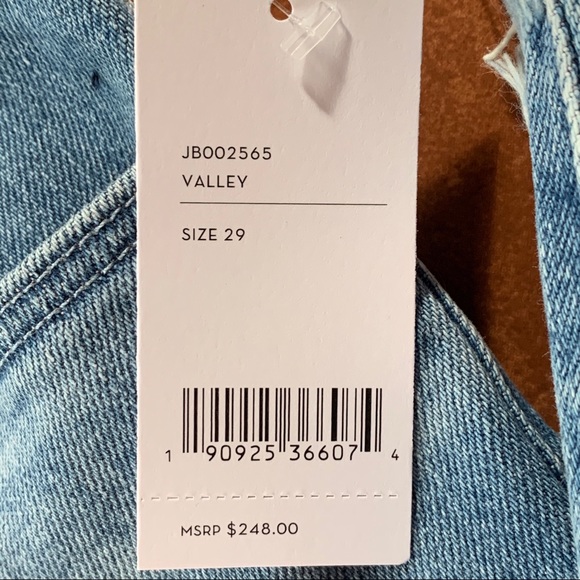 JB002565
VALLEY
SIZE 29
1 90925 36607 4
MSRP $248.00